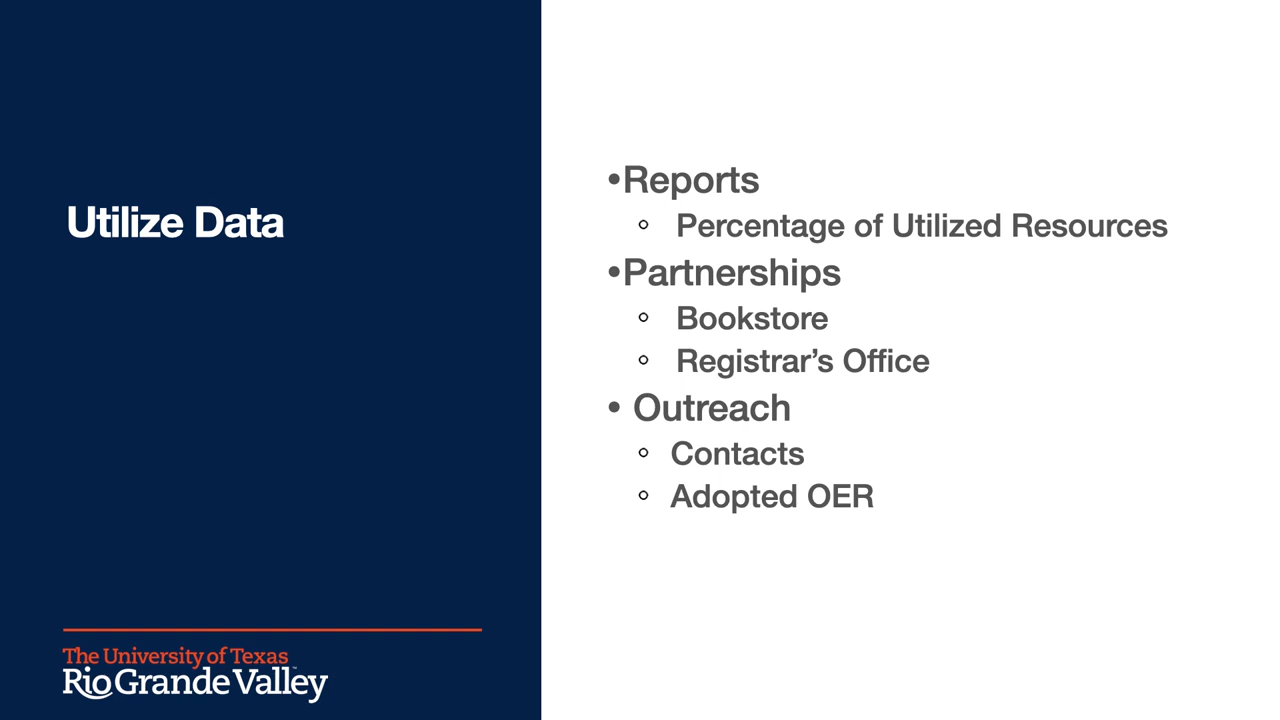 Utilize Data
•Reports
◦ Percentage of Utilized Resources
•Partnerships
◦ Bookstore
◦ Registrar’s Office
• Outreach
◦ Contacts
◦ Adopted OER
The University of Texas
Rio Grande Valley™